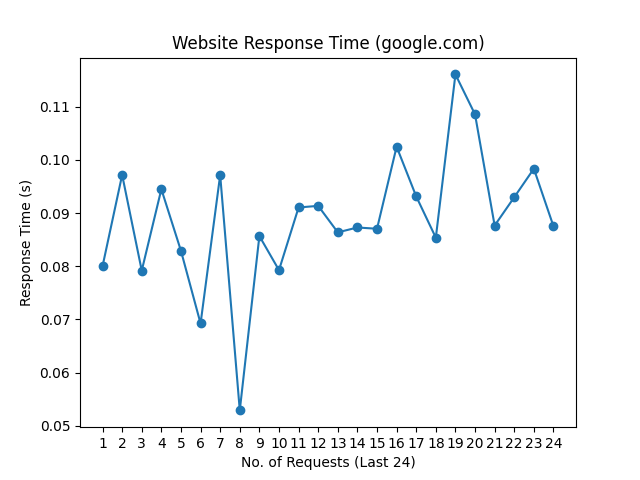 Website Response Time (google.com)
0.11
0.10
0.09
0.08
0.07
0.06
0.05
Response Time (s)
1 2 3 4 5 6 7 8 9 10 11 12 13 14 15 16 17 18 19 20 21 22 23 24
No. of Requests (Last 24)